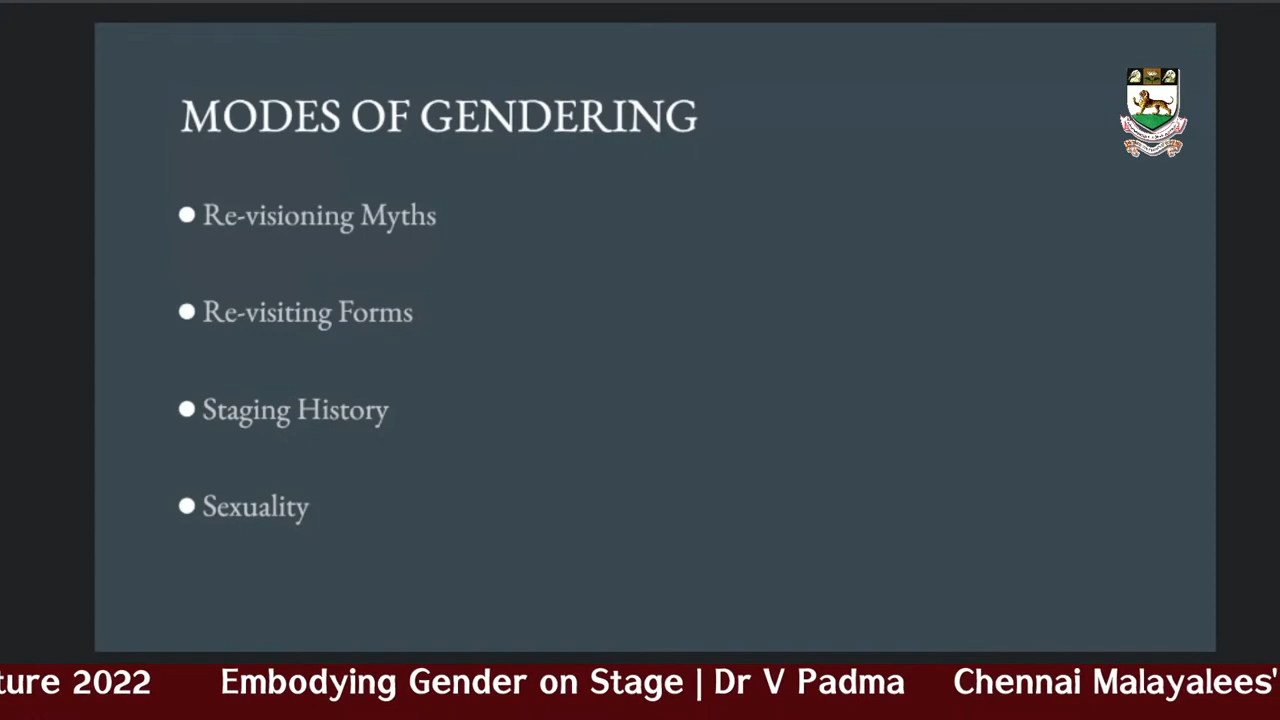 MODES OF GENDERING
● Re-visioning Myths
● Re-visiting Forms
● Staging History
● Sexuality
ture 2022 Embodying Gender on Stage | Dr V Padma Chennai Malayalees'